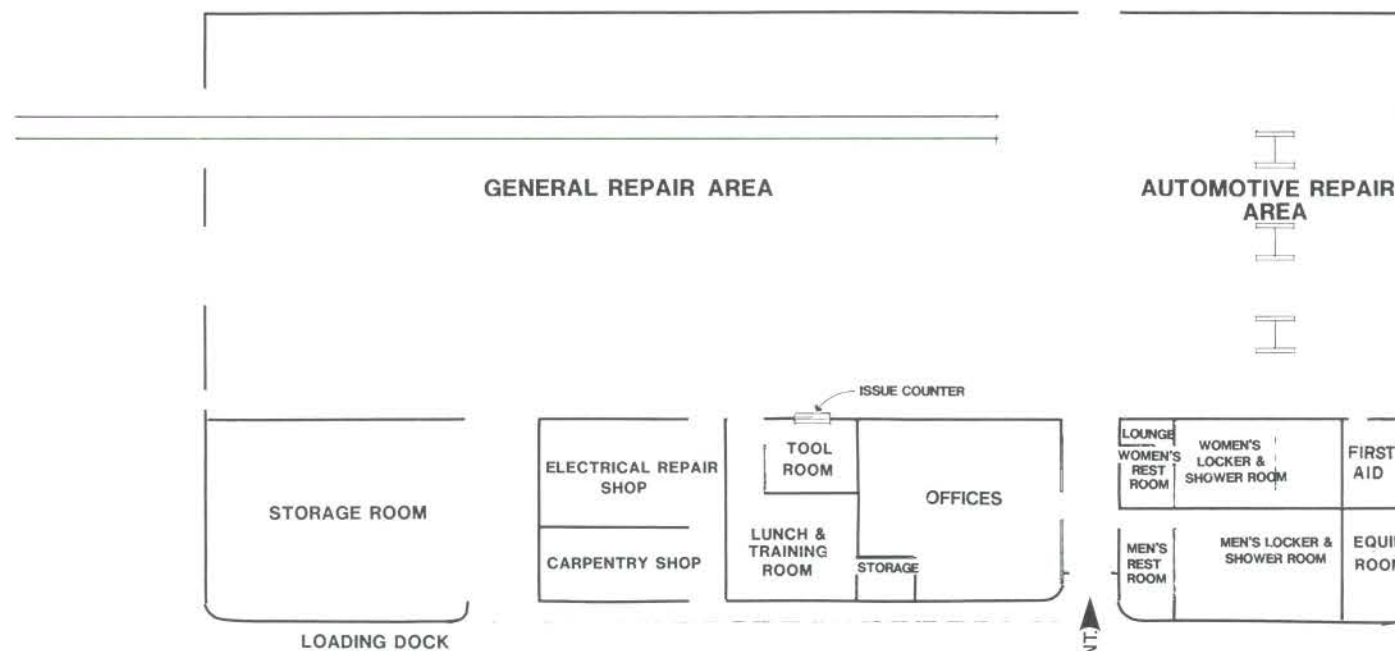 GENERAL REPAIR AREA
AUTOMOTIVE REPAIR
AREA
ISSUE COUNTER
TOOL
ROOM
ELECTRICAL REPAIR
SHOP
STORAGE ROOM
CARPENTRY SHOP
LUNCH &
TRAINING
ROOM
STORAGE
OFFICES
LOUNGE
WOMEN'S
REST
ROOM
WOMEN'S
LOCKER &
SHOWER ROOM
FIRST
AID
MEN'S
REST
ROOM
MEN'S LOCKER &
SHOWER ROOM
LOADING DOCK